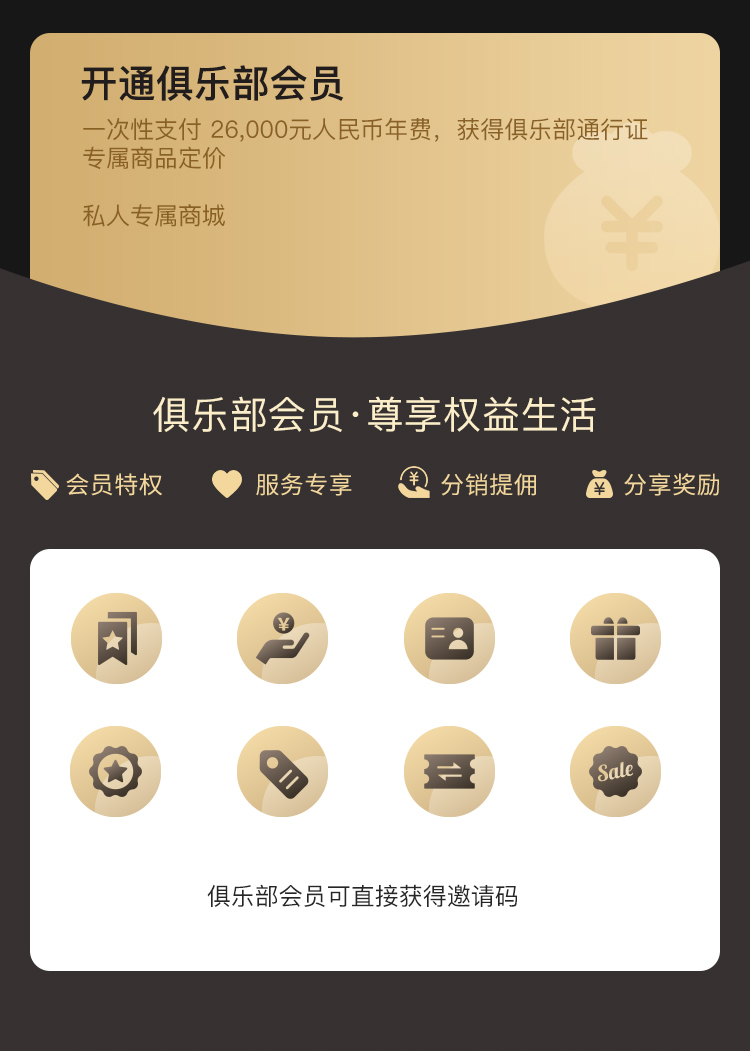 开通俱乐部会员
一次性支付 26,000元人民币年费，获得俱乐部通行证
专属商品定价
私人专属商城
¥
俱乐部会员·尊享权益生活
会员特权 服务专享 ¥ 分销提佣 ¥ 分享奖励
¥
Sale
俱乐部会员可直接获得邀请码